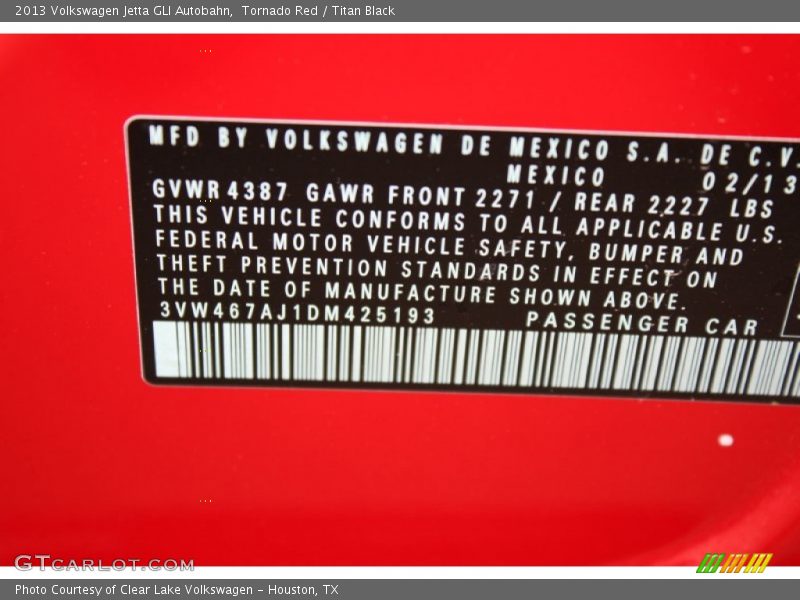 2013 Volkswagen Jetta GLI Autobahn,  Tornado Red / Titan Black
MFD BY VOLKSWAGEN DE MEXICO S.A. DE C.V.
MEXICO 02/13
GVWR 4387 GAWR FRONT 2271 / REAR 2227 LBS
THIS VEHICLE CONFORMS TO ALL APPLICABLE U.S.
FEDERAL MOTOR VEHICLE SAFETY, BUMPER AND
THEFT PREVENTION STANDARDS IN EFFECT ON
THE DATE OF MANUFACTURE SHOWN ABOVE.
3VW467AJ1DM425193 PASSENGER CAR
GTCARLOT.COM
Photo Courtesy of Clear Lake Volkswagen – Houston, TX